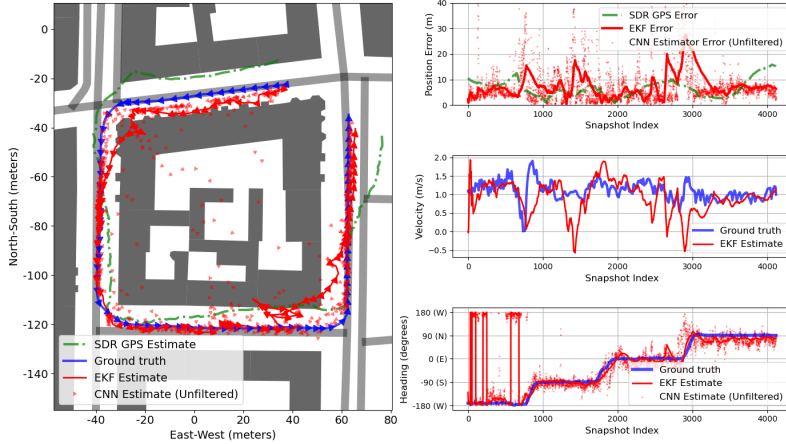 0
-20
-40
-60
-80
-100
-120
-140
North-South (meters)
-40
-20
0
20
40
60
80
East-West (meters)
SDR GPS Estimate
Ground truth
EKF Estimate
CNN Estimate (Unfiltered)
40
30
20
10
0
Position Error (m)
SDR GPS Error
EKF Error
CNN Estimator Error (Unfiltered)
0
1000
2000
3000
4000
Snapshot Index
2.0
1.5
1.0
0.5
0.0
-0.5
Velocity (m/s)
Ground truth
EKF Estimate
0
1000
2000
3000
4000
Snapshot Index
180 (W)
90 (N)
0 (E)
-90 (S)
-180 (W)
Heading (degrees)
Ground truth
EKF Estimate
CNN Estimate (Unfiltered)
0
1000
2000
3000
4000
Snapshot Index